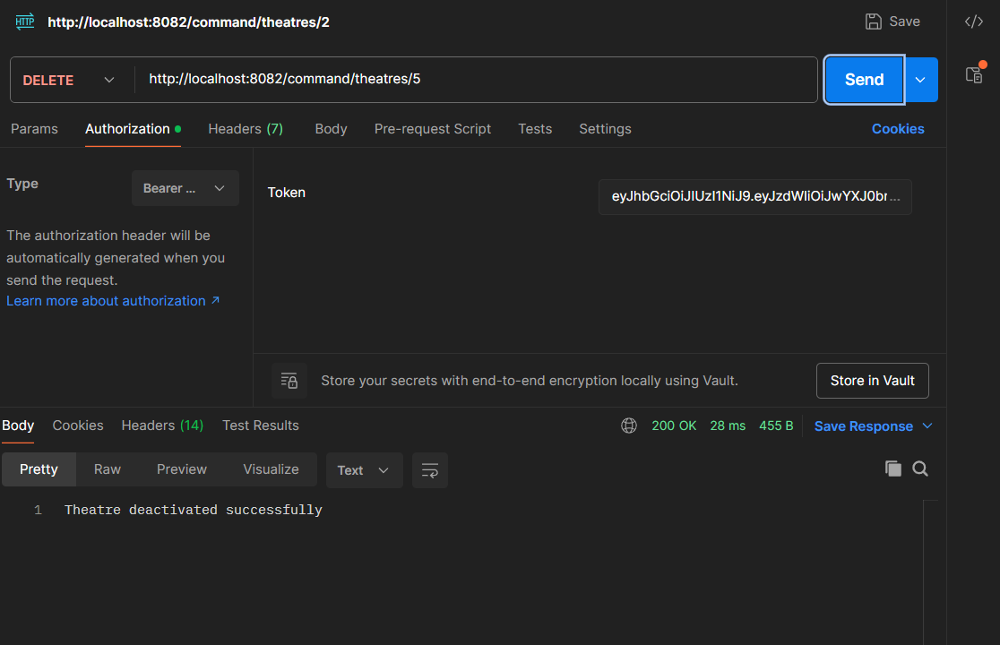 HTTP http://localhost:8082/command/theatres/2 Save </>
DELETE http://localhost:8082/command/theatres/5 Send
Params Authorization Headers (7) Body Pre-request Script Tests Settings Cookies
Type Bearer ... Token eyJhbGciOiJIUzI1NiJ9.eyJzdWIiOiJwYXJ0br...
The authorization header will be
automatically generated when you
send the request.
Learn more about authorization ↗
Store your secrets with end-to-end encryption locally using Vault. Store in Vault
Body Cookies Headers (14) Test Results 200 OK 28 ms 455 B Save Response
Pretty Raw Preview Visualize Text
1 Theatre deactivated successfully